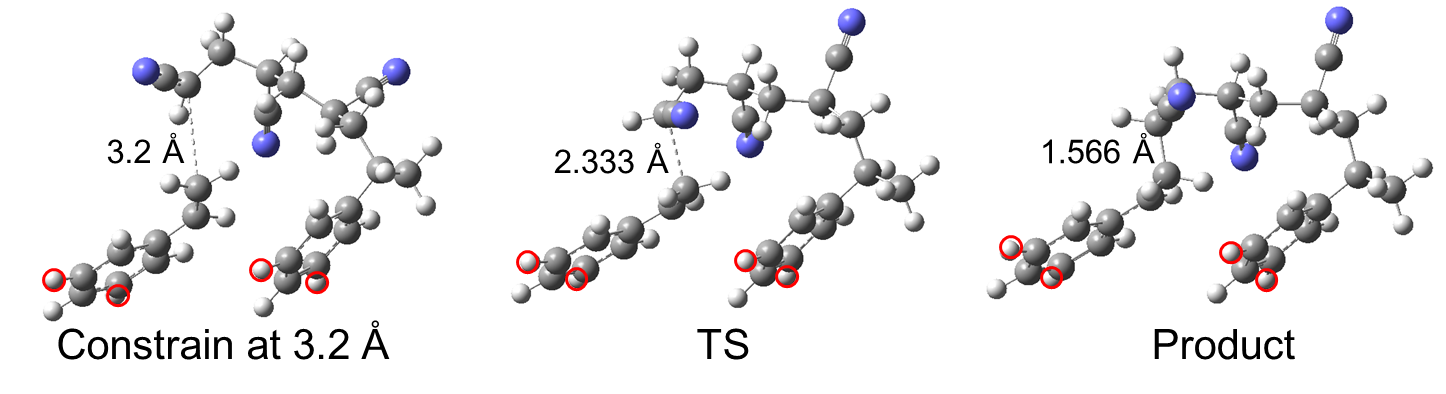 3.2 Å
2.333 Å
1.566 Å
Constrain at 3.2 Å
TS
Product